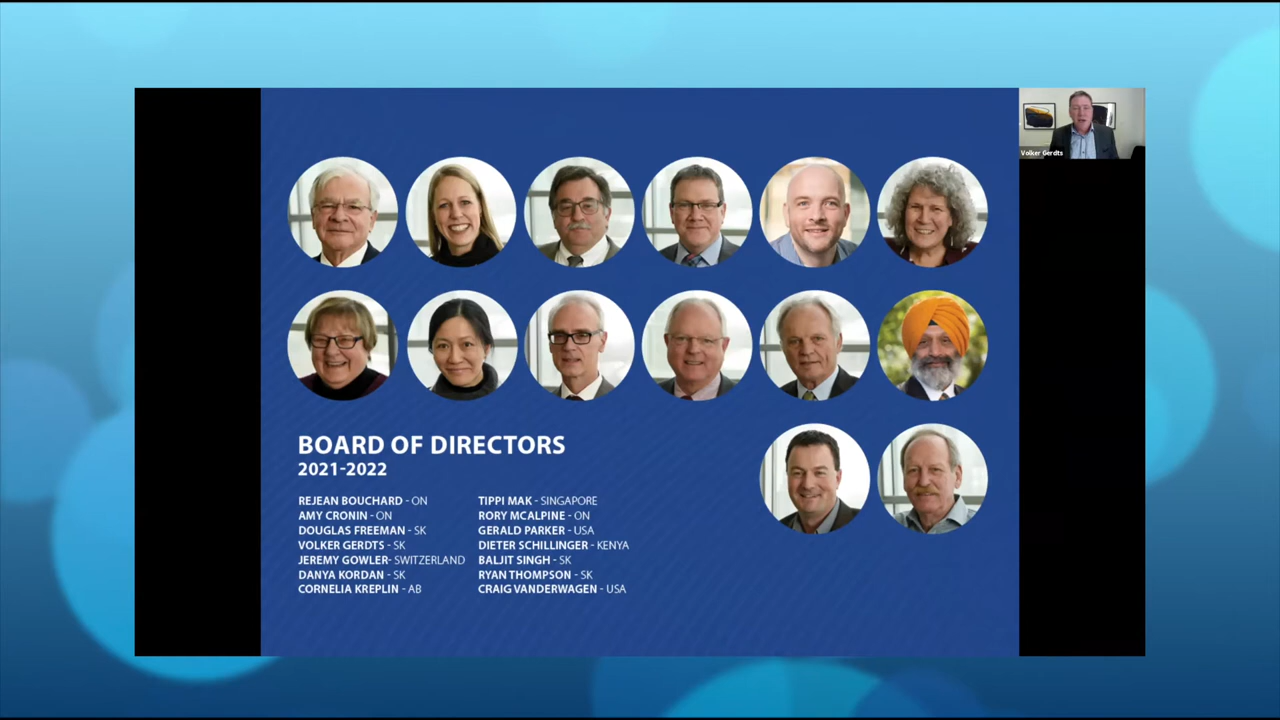 Volker Gerdts
BOARD OF DIRECTORS
2021-2022
REJEAN BOUCHARD - ON
AMY CRONIN - ON
DOUGLAS FREEMAN - SK
VOLKER GERDTS - SK
JEREMY GOWLER- SWITZERLAND
DANYA KORDAN - SK
CORNELIA KREPLIN - AB
TIPPI MAK - SINGAPORE
RORY MCALPINE - ON
GERALD PARKER - USA
DIETER SCHILLINGER - KENYA
BALJIT SINGH - SK
RYAN THOMPSON - SK
CRAIG VANDERWAGEN - USA